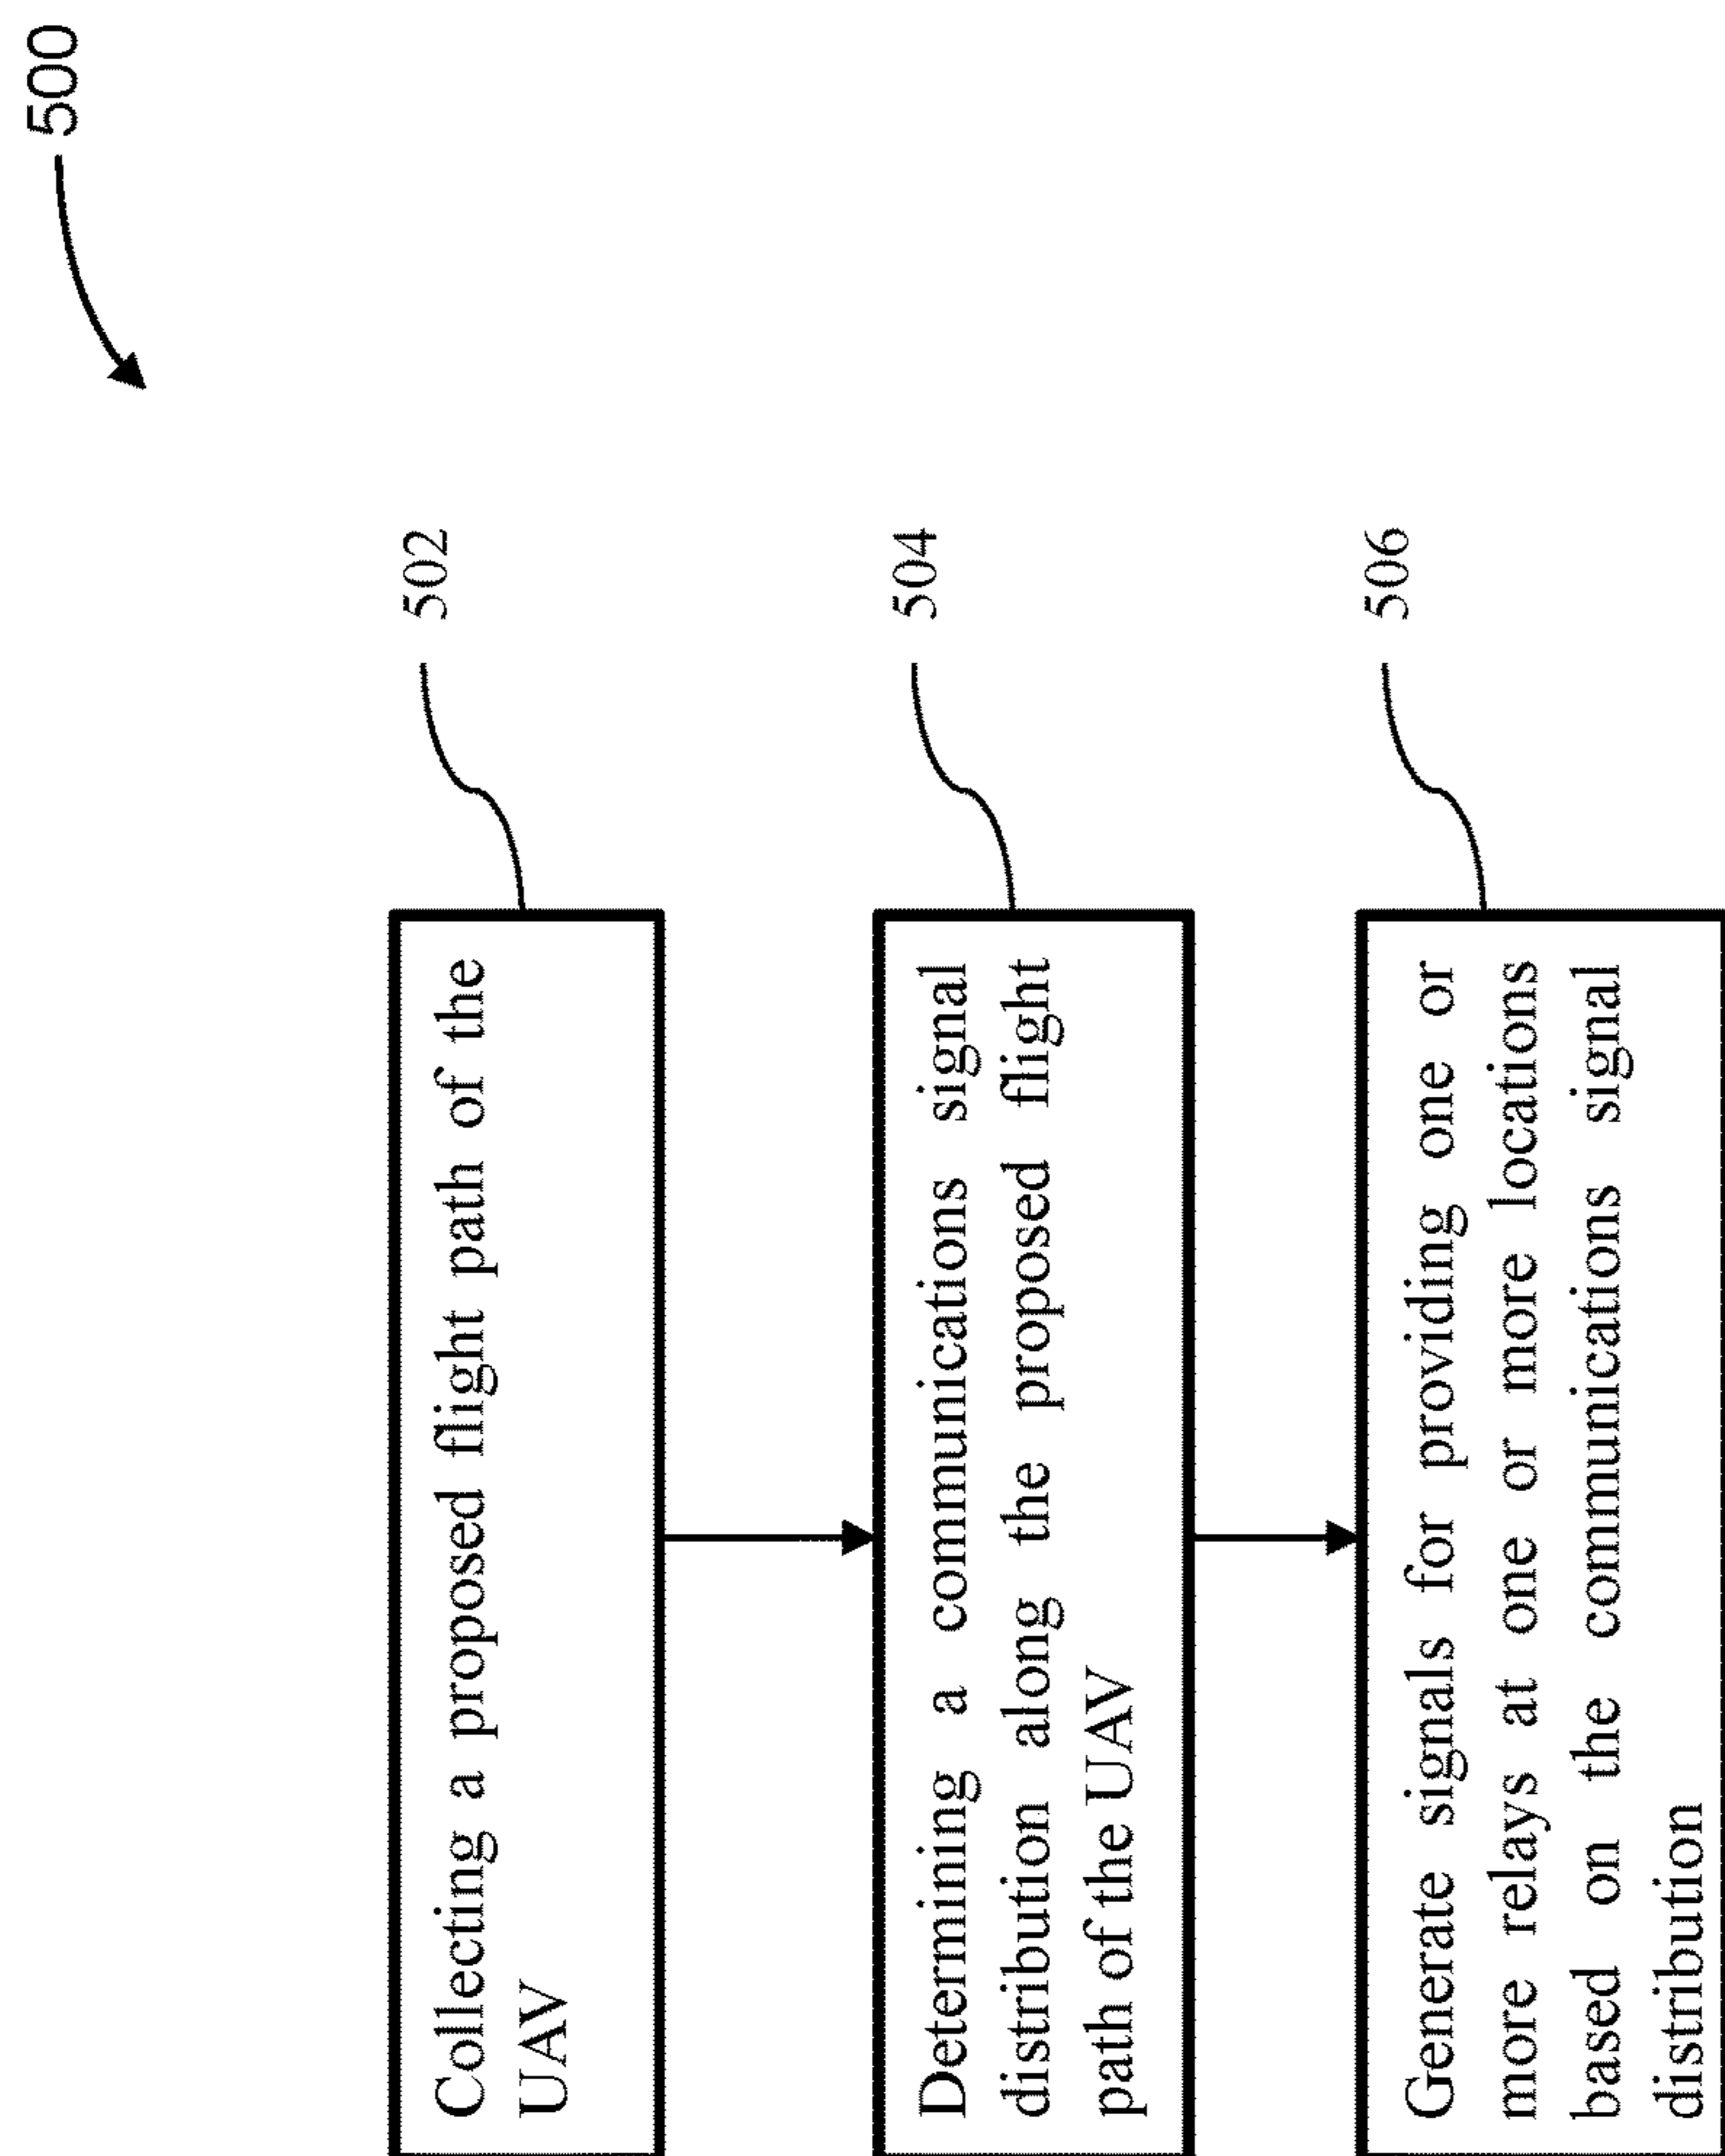 500
Collecting a proposed flight path of the
UAV
502
Determining a communications signal
distribution along the proposed flight
path of the UAV
504
Generate signals for providing one or
more relays at one or more locations
based on the communications signal
distribution
506